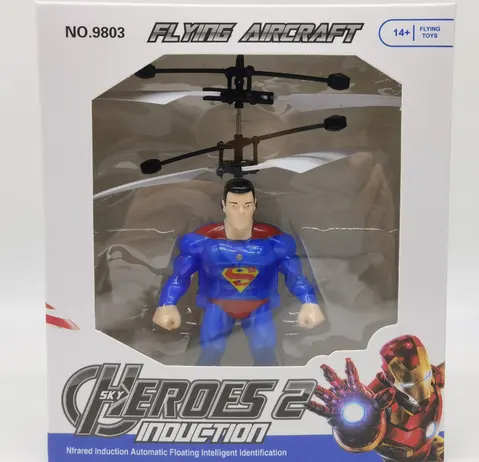 NO.9803
FLYING AIRCRAFT
14+ FLYING
TOYS
S
SKY
HEROES 2
INDUCTION
Nfrared Induction Automatic Floating Intelligent Identification